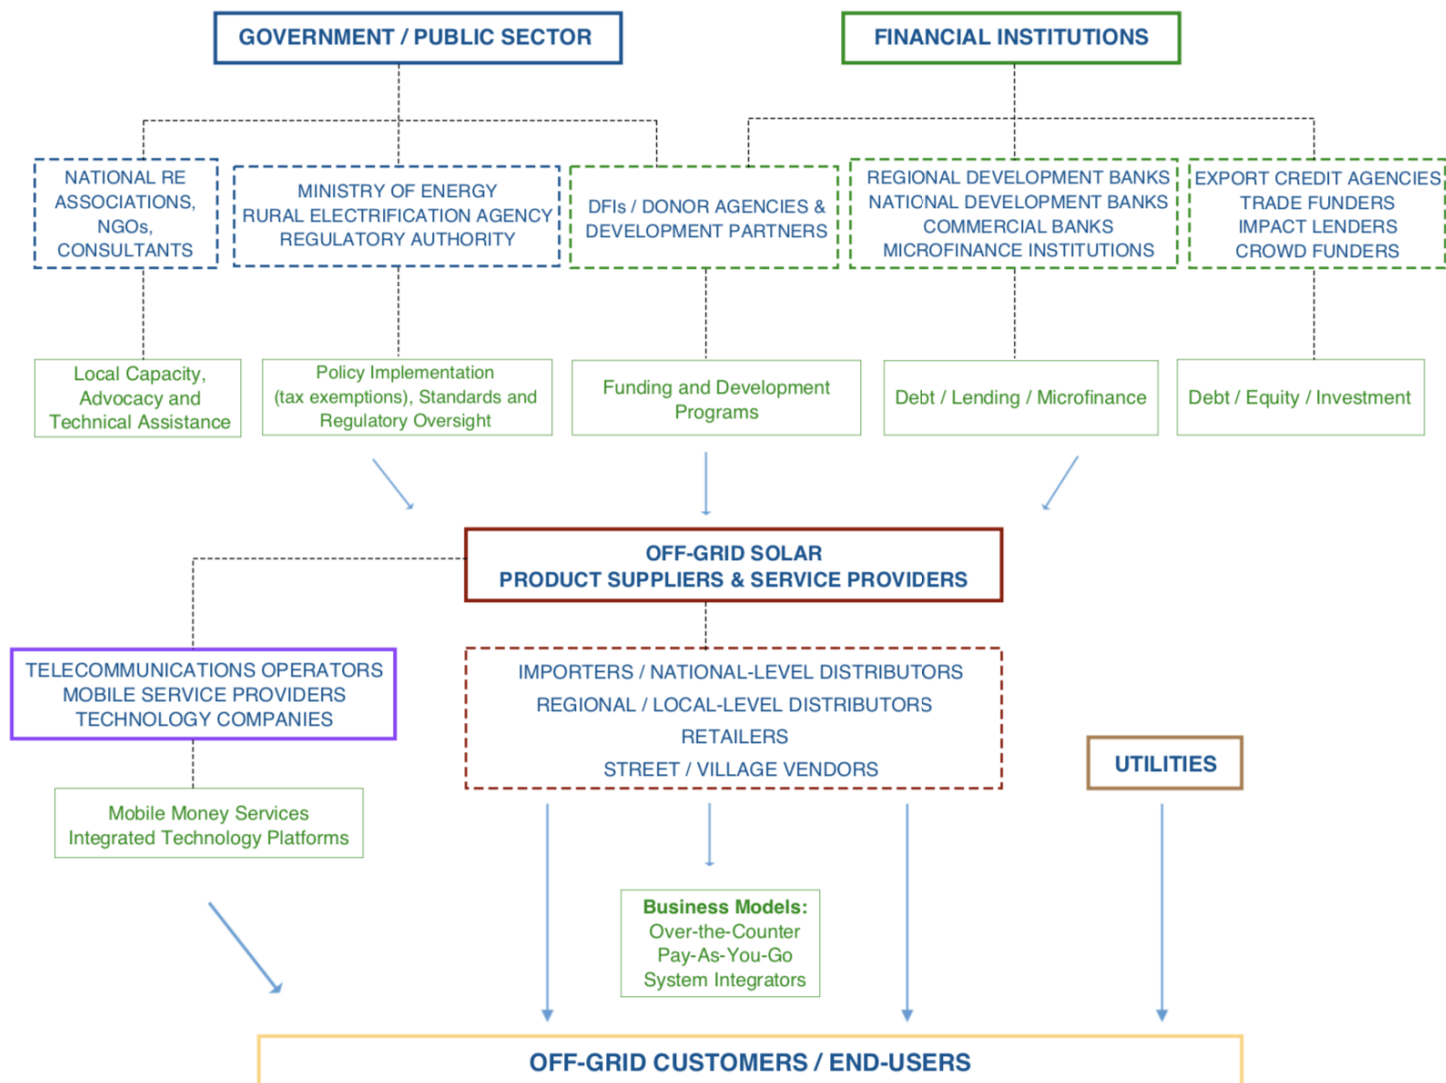 GOVERNMENT / PUBLIC SECTOR
FINANCIAL INSTITUTIONS
NATIONAL RE
ASSOCIATIONS,
NGOs,
CONSULTANTS
MINISTRY OF ENERGY
RURAL ELECTRIFICATION AGENCY
REGULATORY AUTHORITY
DFIs / DONOR AGENCIES &
DEVELOPMENT PARTNERS
REGIONAL DEVELOPMENT BANKS
NATIONAL DEVELOPMENT BANKS
COMMERCIAL BANKS
MICROFINANCE INSTITUTIONS
EXPORT CREDIT AGENCIES
TRADE FUNDERS
IMPACT LENDERS
CROWD FUNDERS
Local Capacity,
Advocacy and
Technical Assistance
Policy Implementation
(tax exemptions), Standards and
Regulatory Oversight
Funding and Development
Programs
Debt / Lending / Microfinance
Debt / Equity / Investment
OFF-GRID SOLAR
PRODUCT SUPPLIERS & SERVICE PROVIDERS
TELECOMMUNICATIONS OPERATORS
MOBILE SERVICE PROVIDERS
TECHNOLOGY COMPANIES
IMPORTERS / NATIONAL-LEVEL DISTRIBUTORS
REGIONAL / LOCAL-LEVEL DISTRIBUTORS
RETAILERS
STREET / VILLAGE VENDORS
UTILITIES
Mobile Money Services
Integrated Technology Platforms
Business Models:
Over-the-Counter
Pay-As-You-Go
System Integrators
OFF-GRID CUSTOMERS / END-USERS